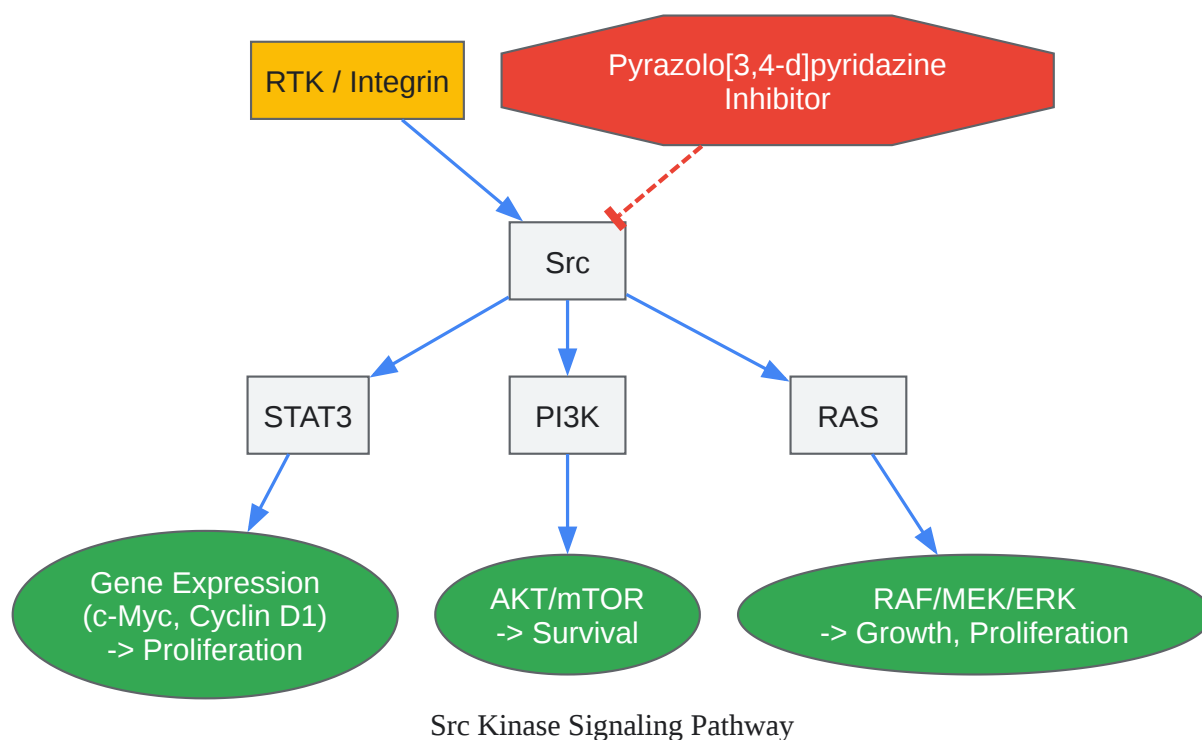 RTK / Integrin
Pyrazolo[3,4-d]pyridazine
Inhibitor
Src
STAT3
PI3K
RAS
Gene Expression
(c-Myc, Cyclin D1)
-> Proliferation
AKT/mTOR
-> Survival
RAF/MEK/ERK
-> Growth, Proliferation
Src Kinase Signaling Pathway